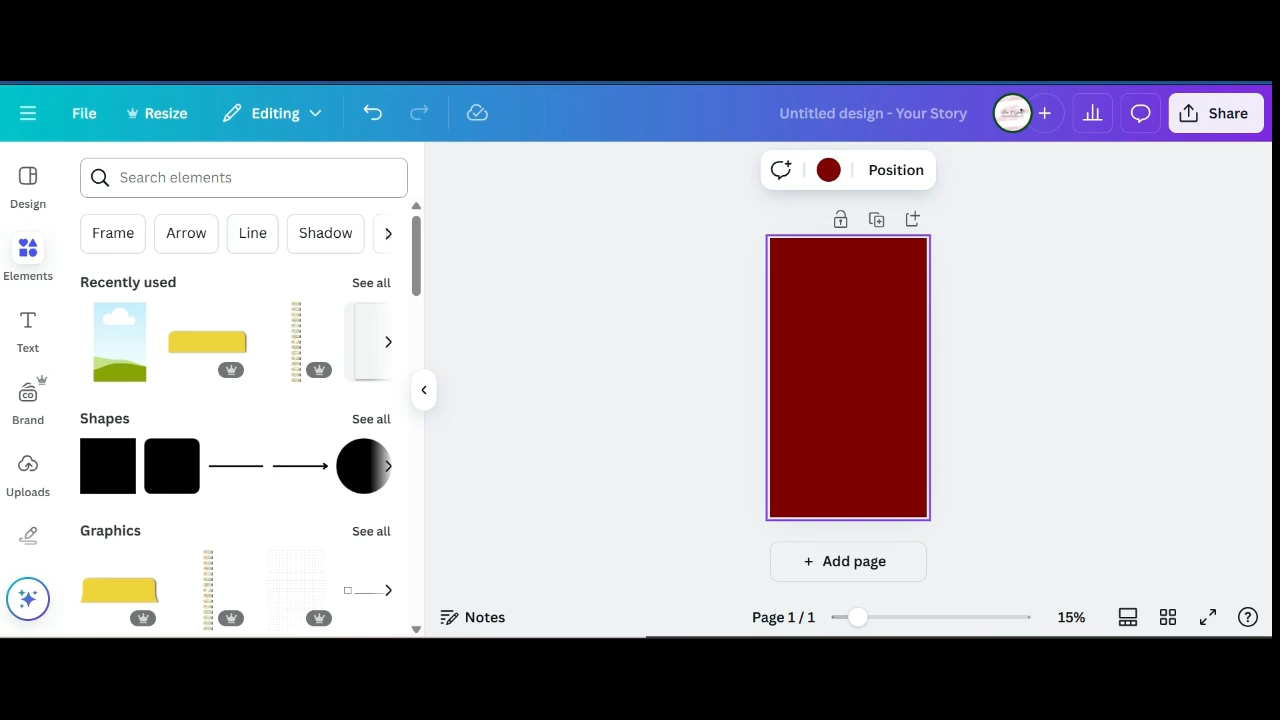 File
Resize
Editing
Untitled design - Your Story
Share
Design
Elements
Text
Brand
CO
Uploads
Search elements
Frame
Arrow
Line
Shadow
Recently used
See all
Shapes
See all
Graphics
See all
Position
+ Add page
Notes
Page 1 / 1
15%